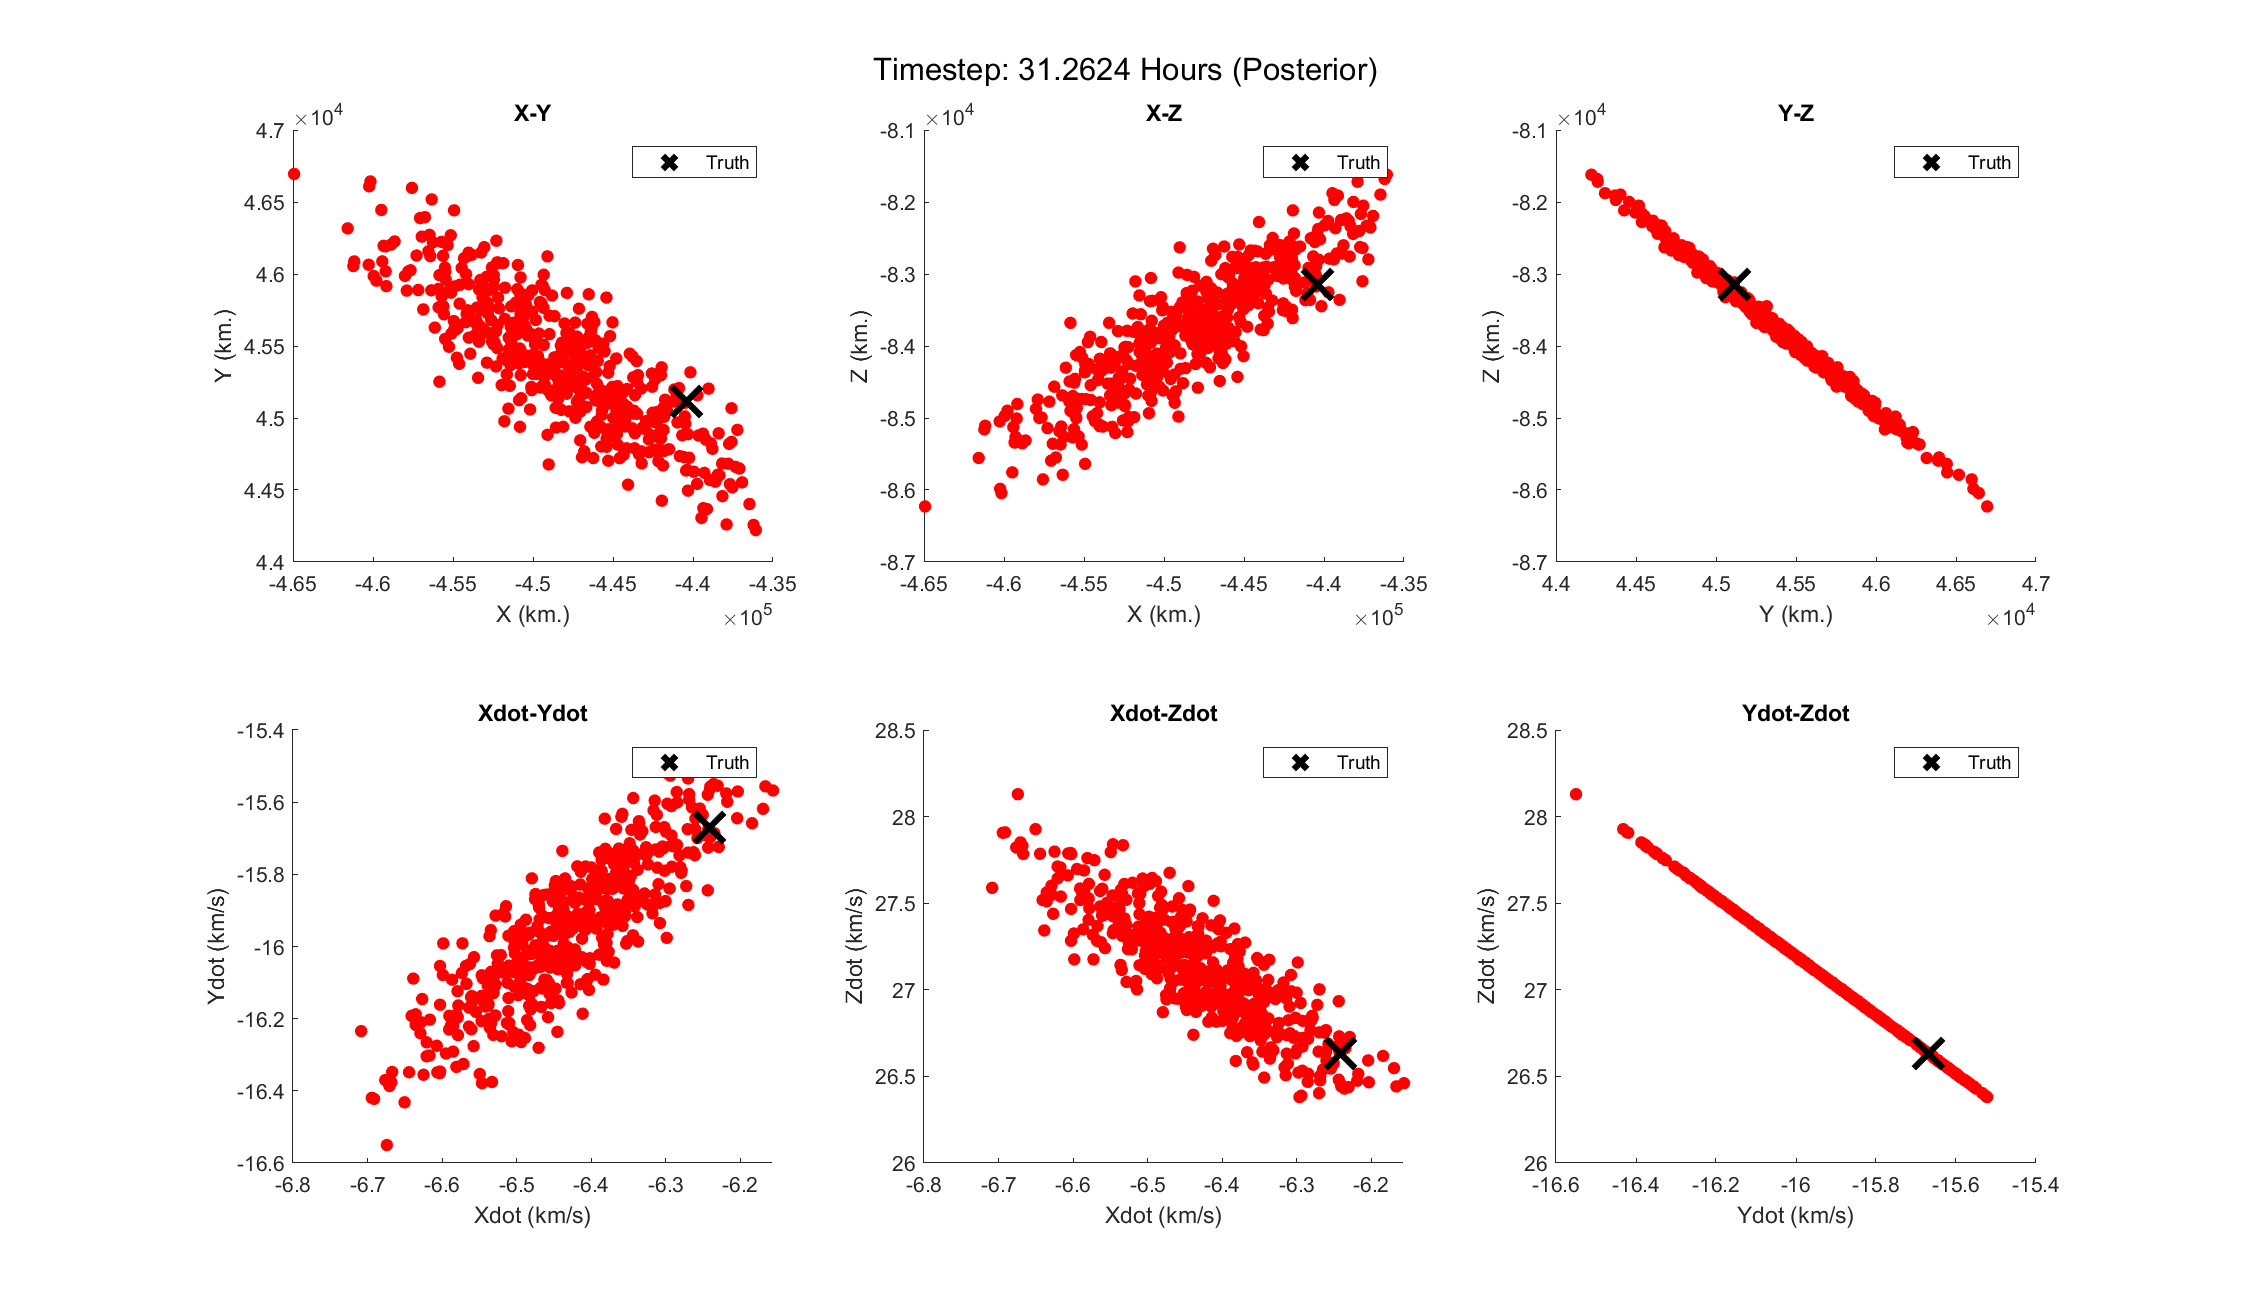 Timestep: 31.2624 Hours (Posterior)
X-Y
×10^4
4.7
4.65
4.6
4.55
4.5
4.45
4.4
Y (km.)
Truth
-4.65 -4.6 -4.55 -4.5 -4.45 -4.4 -4.35
X (km.)
×10^5
X-Z
×10^4
-8.1
-8.2
-8.3
-8.4
-8.5
-8.6
-8.7
Z (km.)
Truth
-4.65 -4.6 -4.55 -4.5 -4.45 -4.4 -4.35
X (km.)
×10^5
Y-Z
×10^4
-8.1
-8.2
-8.3
-8.4
-8.5
-8.6
-8.7
Z (km.)
Truth
4.4 4.45 4.5 4.55 4.6 4.65 4.7
Y (km.)
×10^4
Xdot-Ydot
-15.4
-15.6
-15.8
-16
-16.2
-16.4
-16.6
Ydot (km/s)
Truth
-6.8 -6.7 -6.6 -6.5 -6.4 -6.3 -6.2
Xdot (km/s)
Xdot-Zdot
28.5
28
27.5
27
26.5
26
Zdot (km/s)
Truth
-6.8 -6.7 -6.6 -6.5 -6.4 -6.3 -6.2
Xdot (km/s)
Ydot-Zdot
28.5
28
27.5
27
26.5
26
Zdot (km/s)
Truth
-16.6 -16.4 -16.2 -16 -15.8 -15.6 -15.4
Ydot (km/s)